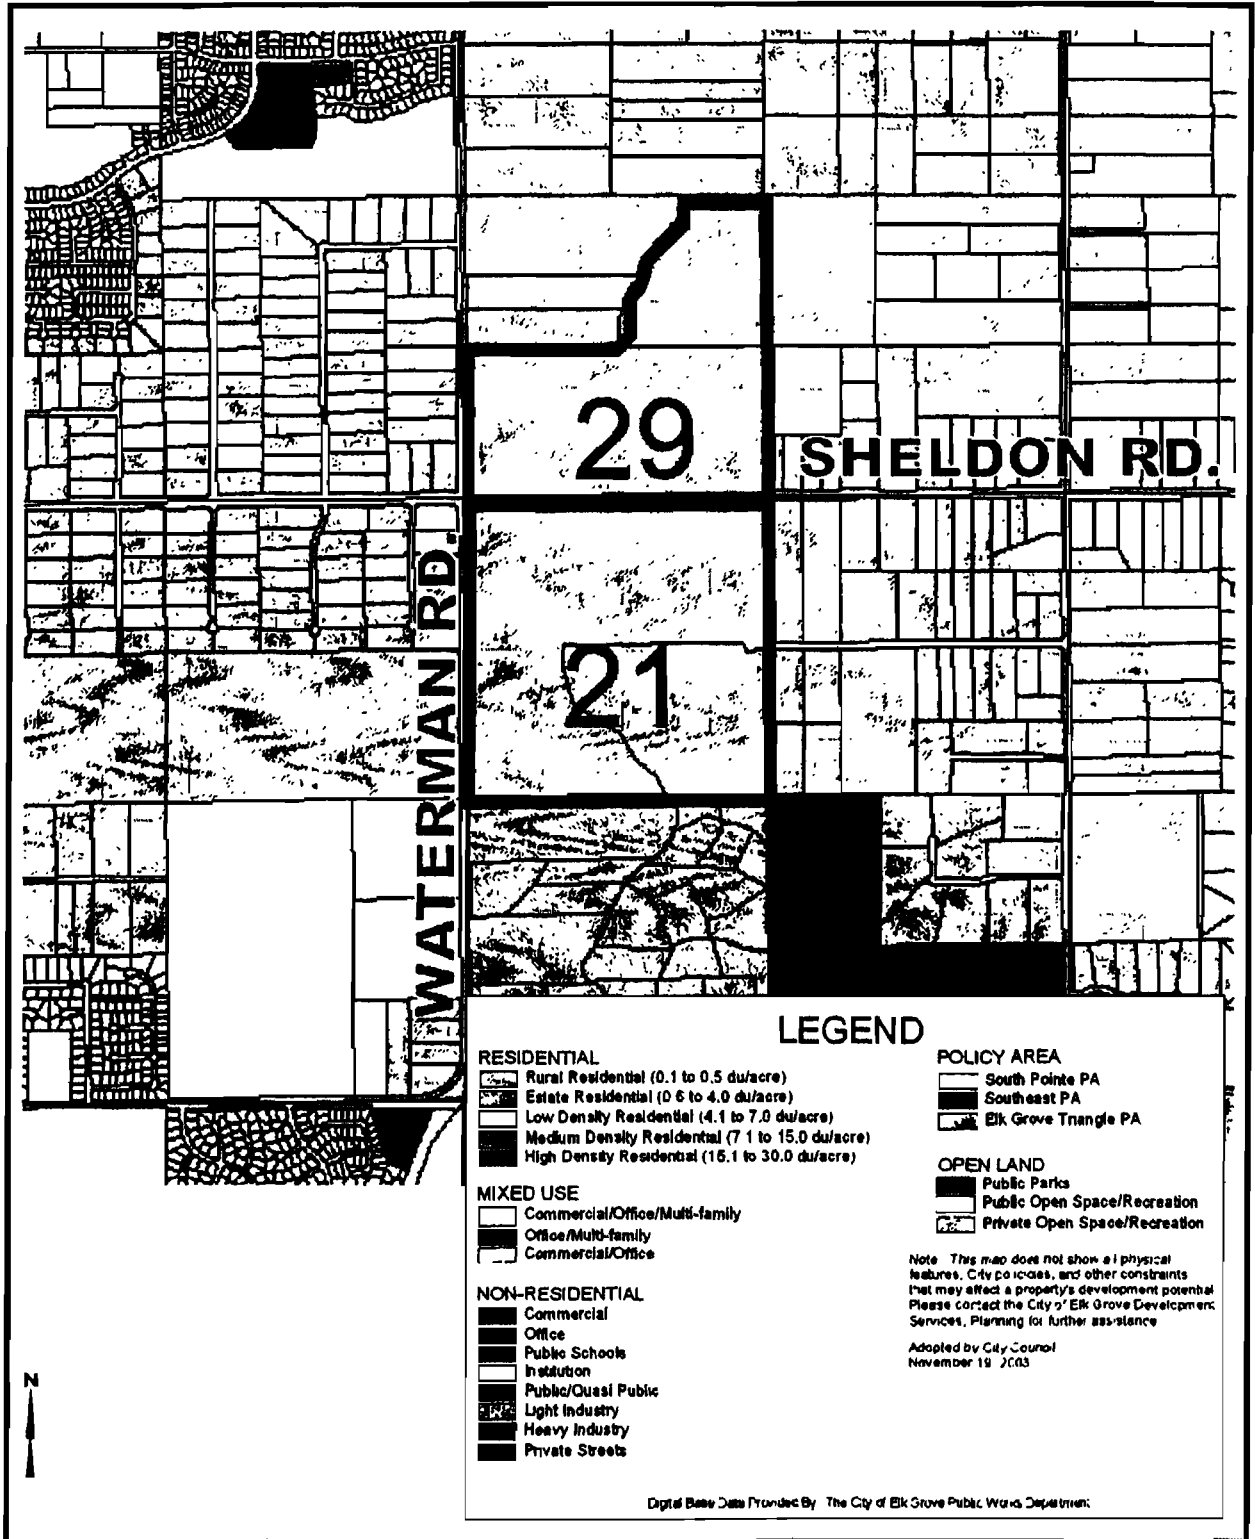 29
SHELDON RD.
21
WATERMAN RD.
LEGEND
RESIDENTIAL
Rural Residential (0.1 to 0.5 du/acre)
Estate Residential (0 6 to 4.0 du/acre)
Low Density Residential (4.1 to 7.0 du/acre)
Medium Density Residential (7 1 to 15.0 du/acre)
High Density Residential (15.1 to 30.0 du/acre)
MIXED USE
Commercial/Office/Multi-family
Office/Multi-family
Commercial/Office
NON-RESIDENTIAL
Commercial
Office
Public Schools
Institution
Public/Quasi Public
Light Industry
Heavy Industry
Private Streets
POLICY AREA
South Pointe PA
Southeast PA
Elk Grove Triangle PA
OPEN LAND
Public Parks
Public Open Space/Recreation
Private Open Space/Recreation
Note This map does not show all physical
features, City policies, and other constraints
that may affect a property's development potential
Please contact the City of Elk Grove Development
Services, Planning for further assistance
Adopted by City Council
November 19, 2003
N
Digital Base Data Provided By The City of Elk Grove Public Works Department